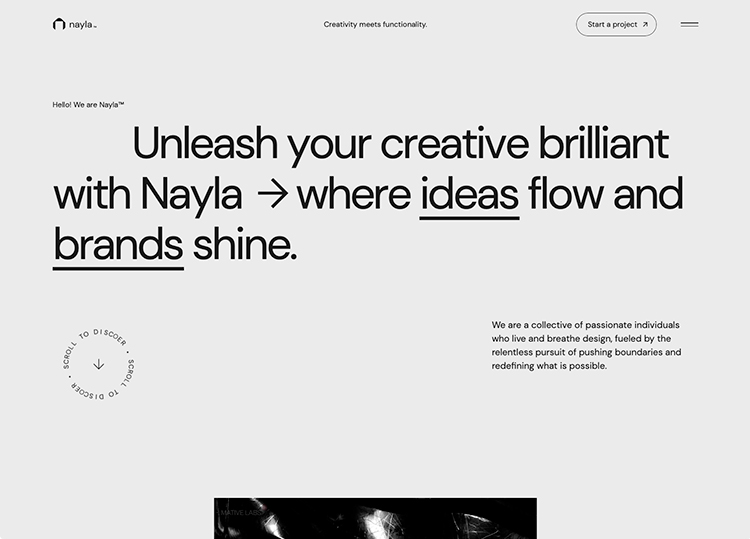 nayla™
Creativity meets functionality.
Start a project
Hello! We are Nayla™
Unleash your creative brilliant
with Nayla → where ideas flow and
brands shine.
SCROLL TO DISCOER • SCROLL TO DISCOER •
We are a collective of passionate individuals
who live and breathe design, fueled by the
relentless pursuit of pushing boundaries and
redefining what is possible.